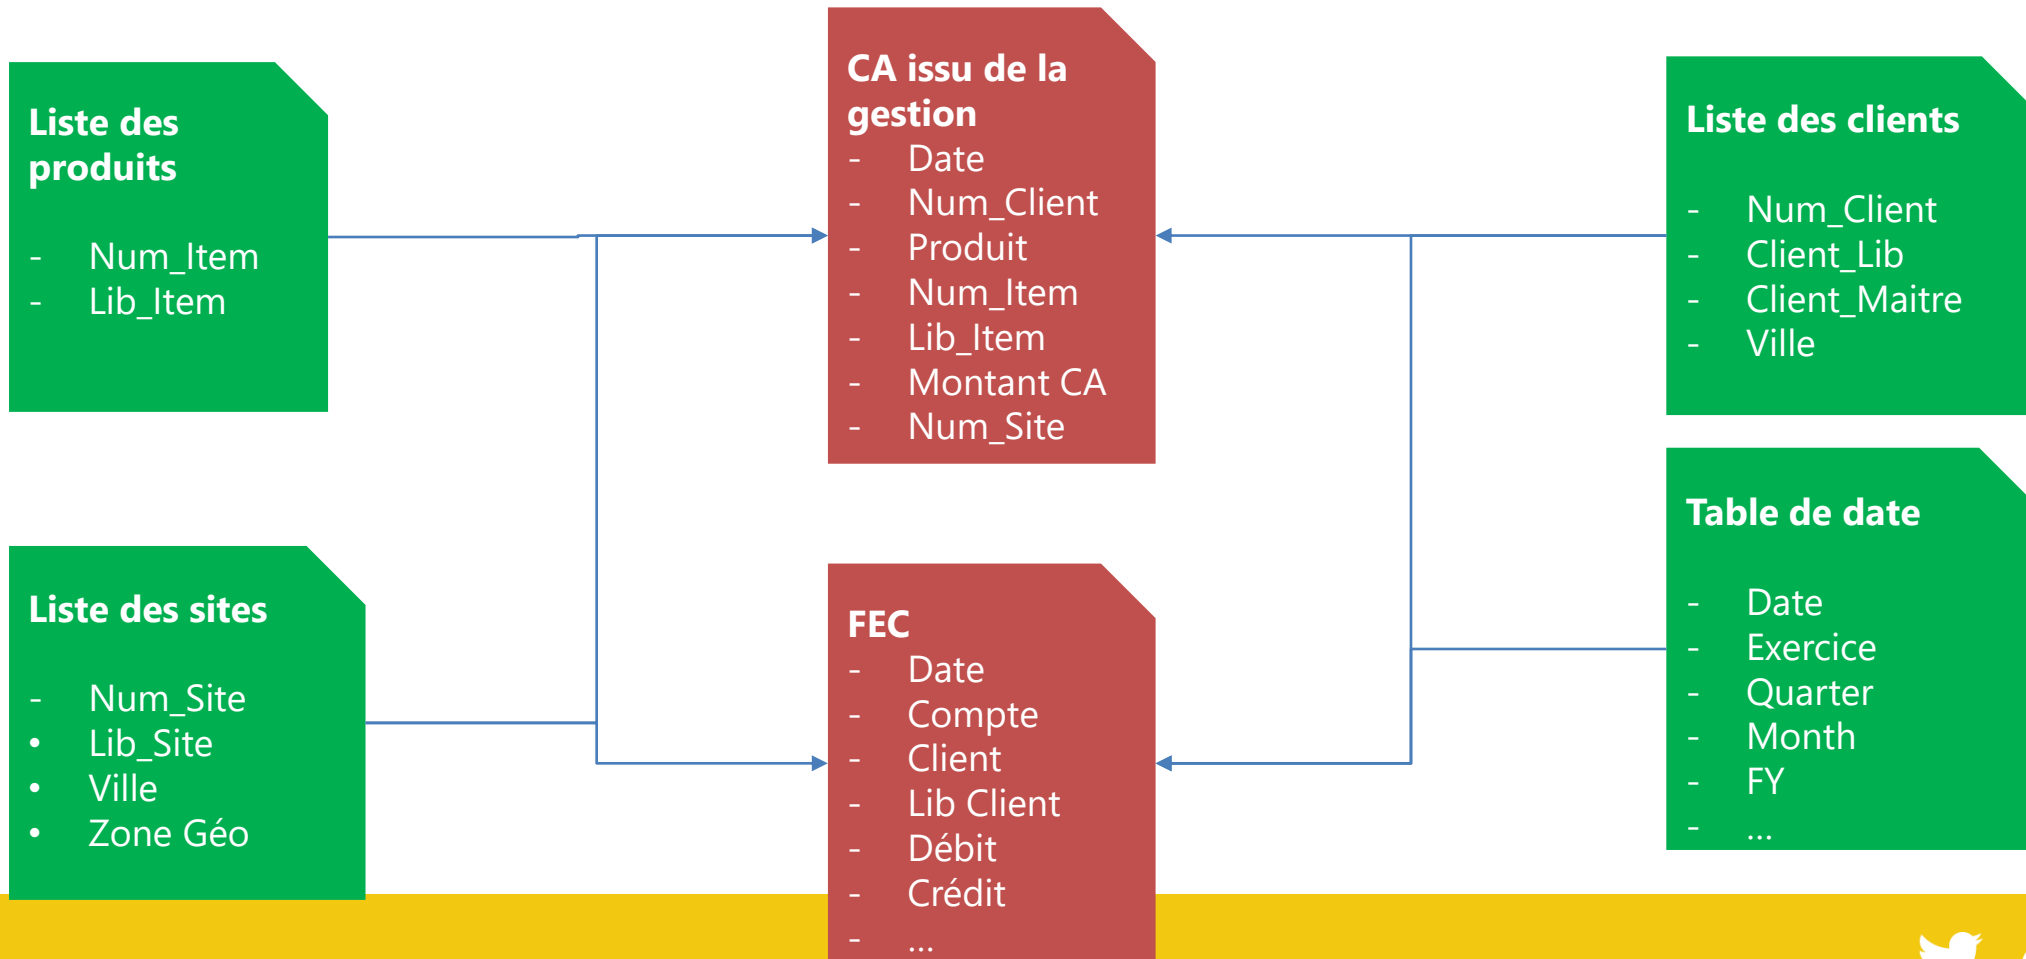 Liste des
produits
- Num_Item
- Lib_Item
CA issu de la
gestion
- Date
- Num_Client
- Produit
- Num_Item
- Lib_Item
- Montant CA
- Num_Site
Liste des clients
- Num_Client
- Client_Lib
- Client_Maitre
- Ville
Liste des sites
- Num_Site
• Lib_Site
• Ville
• Zone Géo
FEC
- Date
- Compte
- Client
- Lib Client
- Débit
- Crédit
- ...
Table de date
- Date
- Exercice
- Quarter
- Month
- FY
- ...